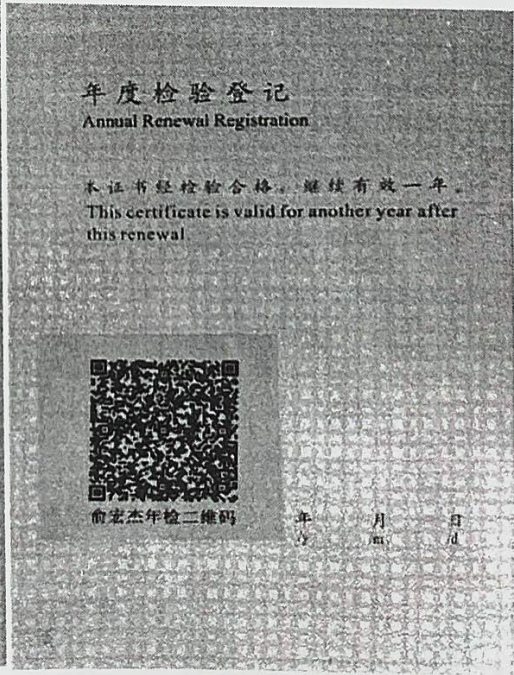 年度检验登记
Annual Renewal Registration
本证书经检验合格，继续有效一年。
This certificate is valid for another year after
this renewal.
俞宏杰年检二维码
年 月 日
/y /m /d